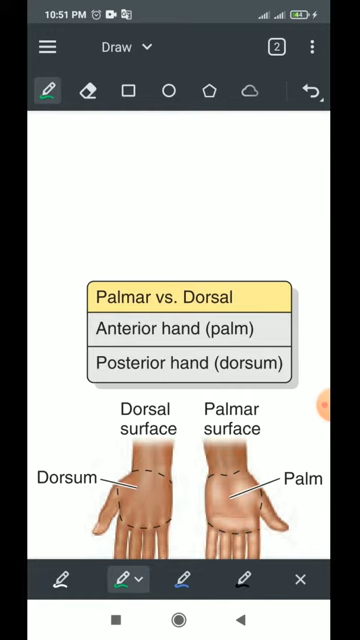 10:51 PM
44
Draw
2
Palmar vs. Dorsal
Anterior hand (palm)
Posterior hand (dorsum)
Dorsal surface
Palmar surface
Dorsum
Palm